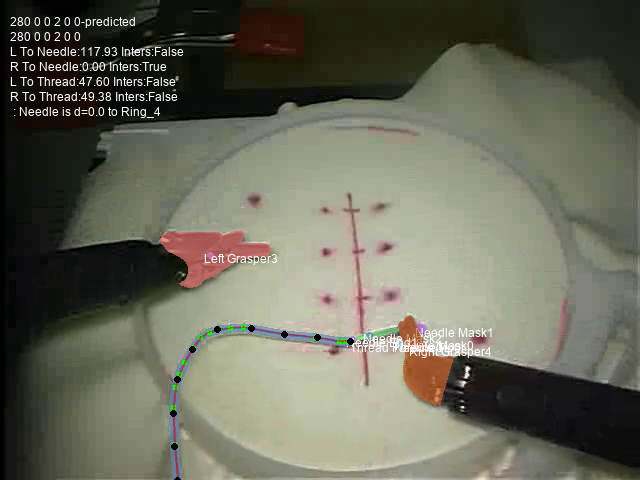 280 0 0 2 0 0-predicted
280 0 0 2 0 0
L To Needle:117.93 Inters:False
R To Needle:0.00 Inters:True
L To Thread:47.60 Inters:False
R To Thread:49.38 Inters:False
: Needle is d=0.0 to Ring_4
Left Grasper3
Needle Mask1
Needle
Thread
Right Grasper4